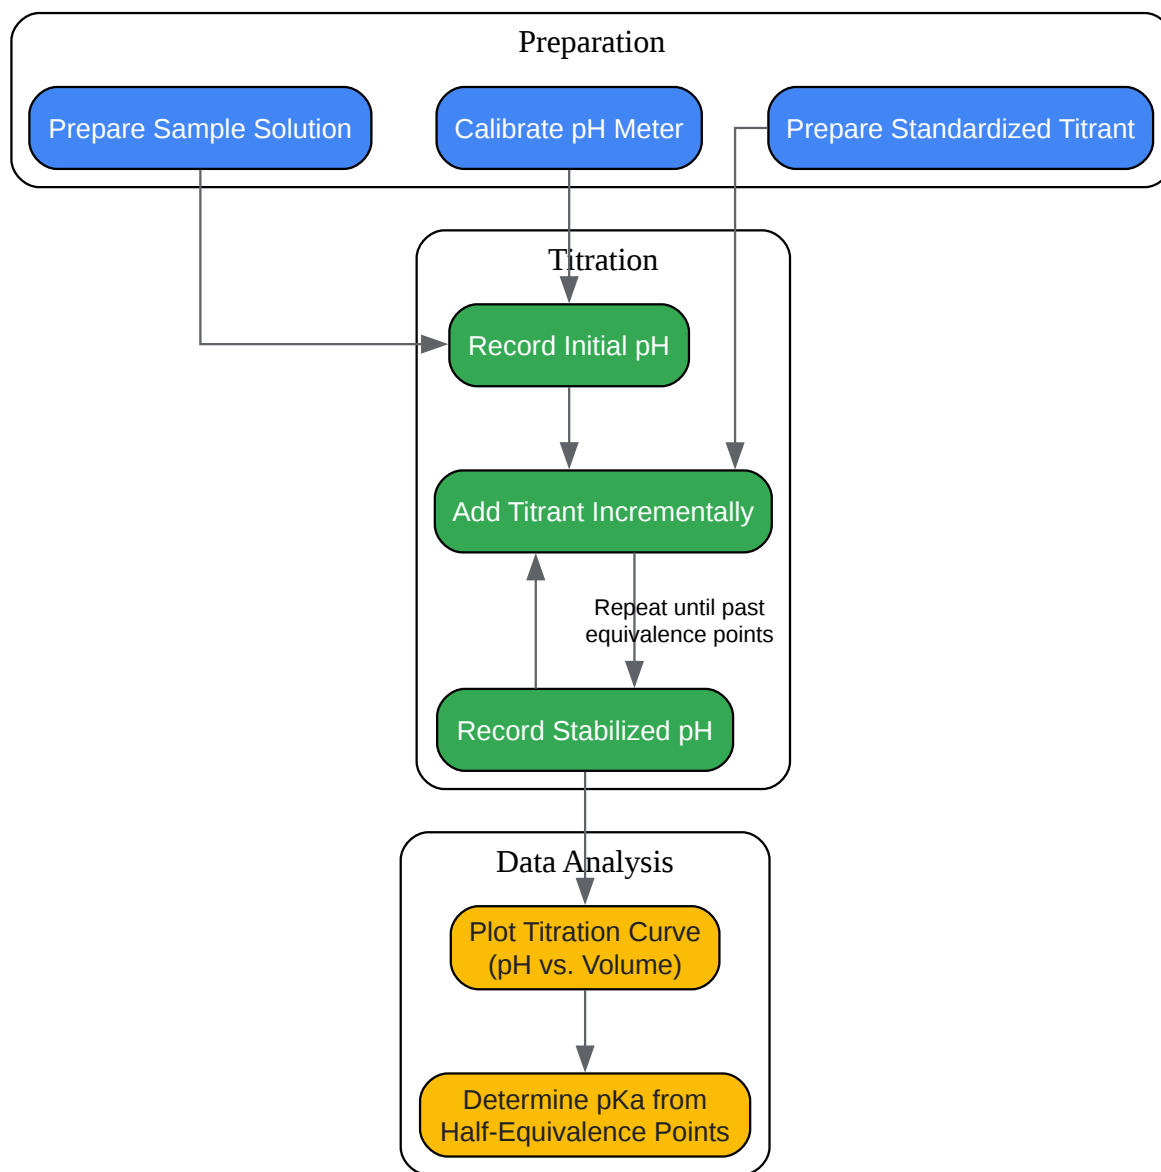 Preparation
Prepare Sample Solution
Calibrate pH Meter
Prepare Standardized Titrant
Titration
Record Initial pH
Add Titrant Incrementally
Repeat until past
equivalence points
Record Stabilized pH
Data Analysis
Plot Titration Curve
(pH vs. Volume)
Determine pKa from
Half-Equivalence Points